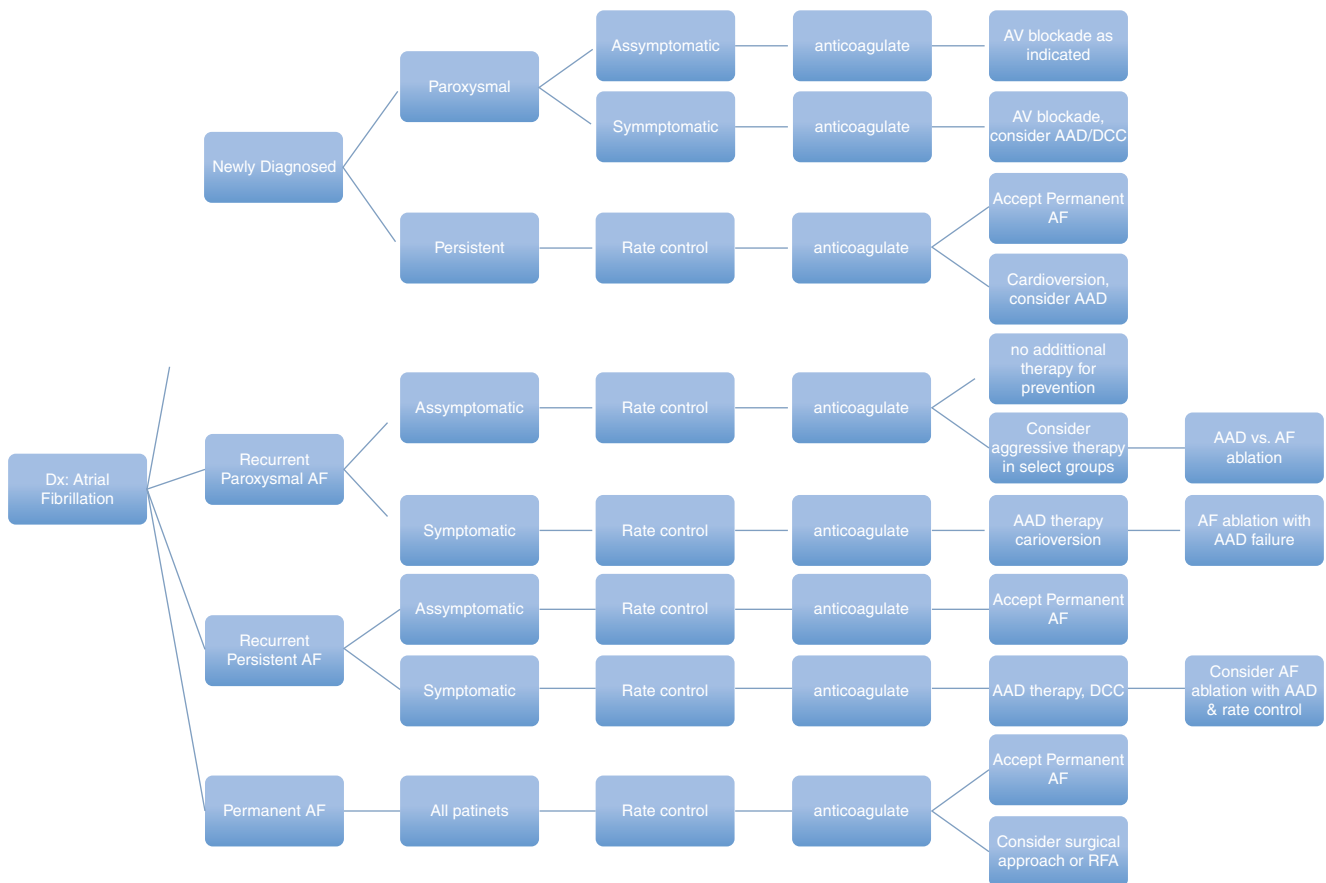 Dx: Atrial
Fibrillation
Newly Diagnosed
Paroxysmal
Assymptomatic
anticoagulate
AV blockade as
indicated
Symmptomatic
anticoagulate
AV blockade,
consider AAD/DCC
Persistent
Rate control
anticoagulate
Accept Permanent
AF
Cardioversion,
consider AAD
Recurrent
Paroxysmal AF
Assymptomatic
Rate control
anticoagulate
no addittional
therapy for
prevention
Consider
aggressive therapy
in select groups
AAD vs. AF
ablation
Symptomatic
Rate control
anticoagulate
AAD therapy
carioversion
AF ablation with
AAD failure
Recurrent
Persistent AF
Assymptomatic
Rate control
anticoagulate
Accept Permanent
AF
Symptomatic
Rate control
anticoagulate
AAD therapy, DCC
Consider AF
ablation with AAD
& rate control
Permanent AF
All patinets
Rate control
anticoagulate
Accept Permanent
AF
Consider surgical
approach or RFA